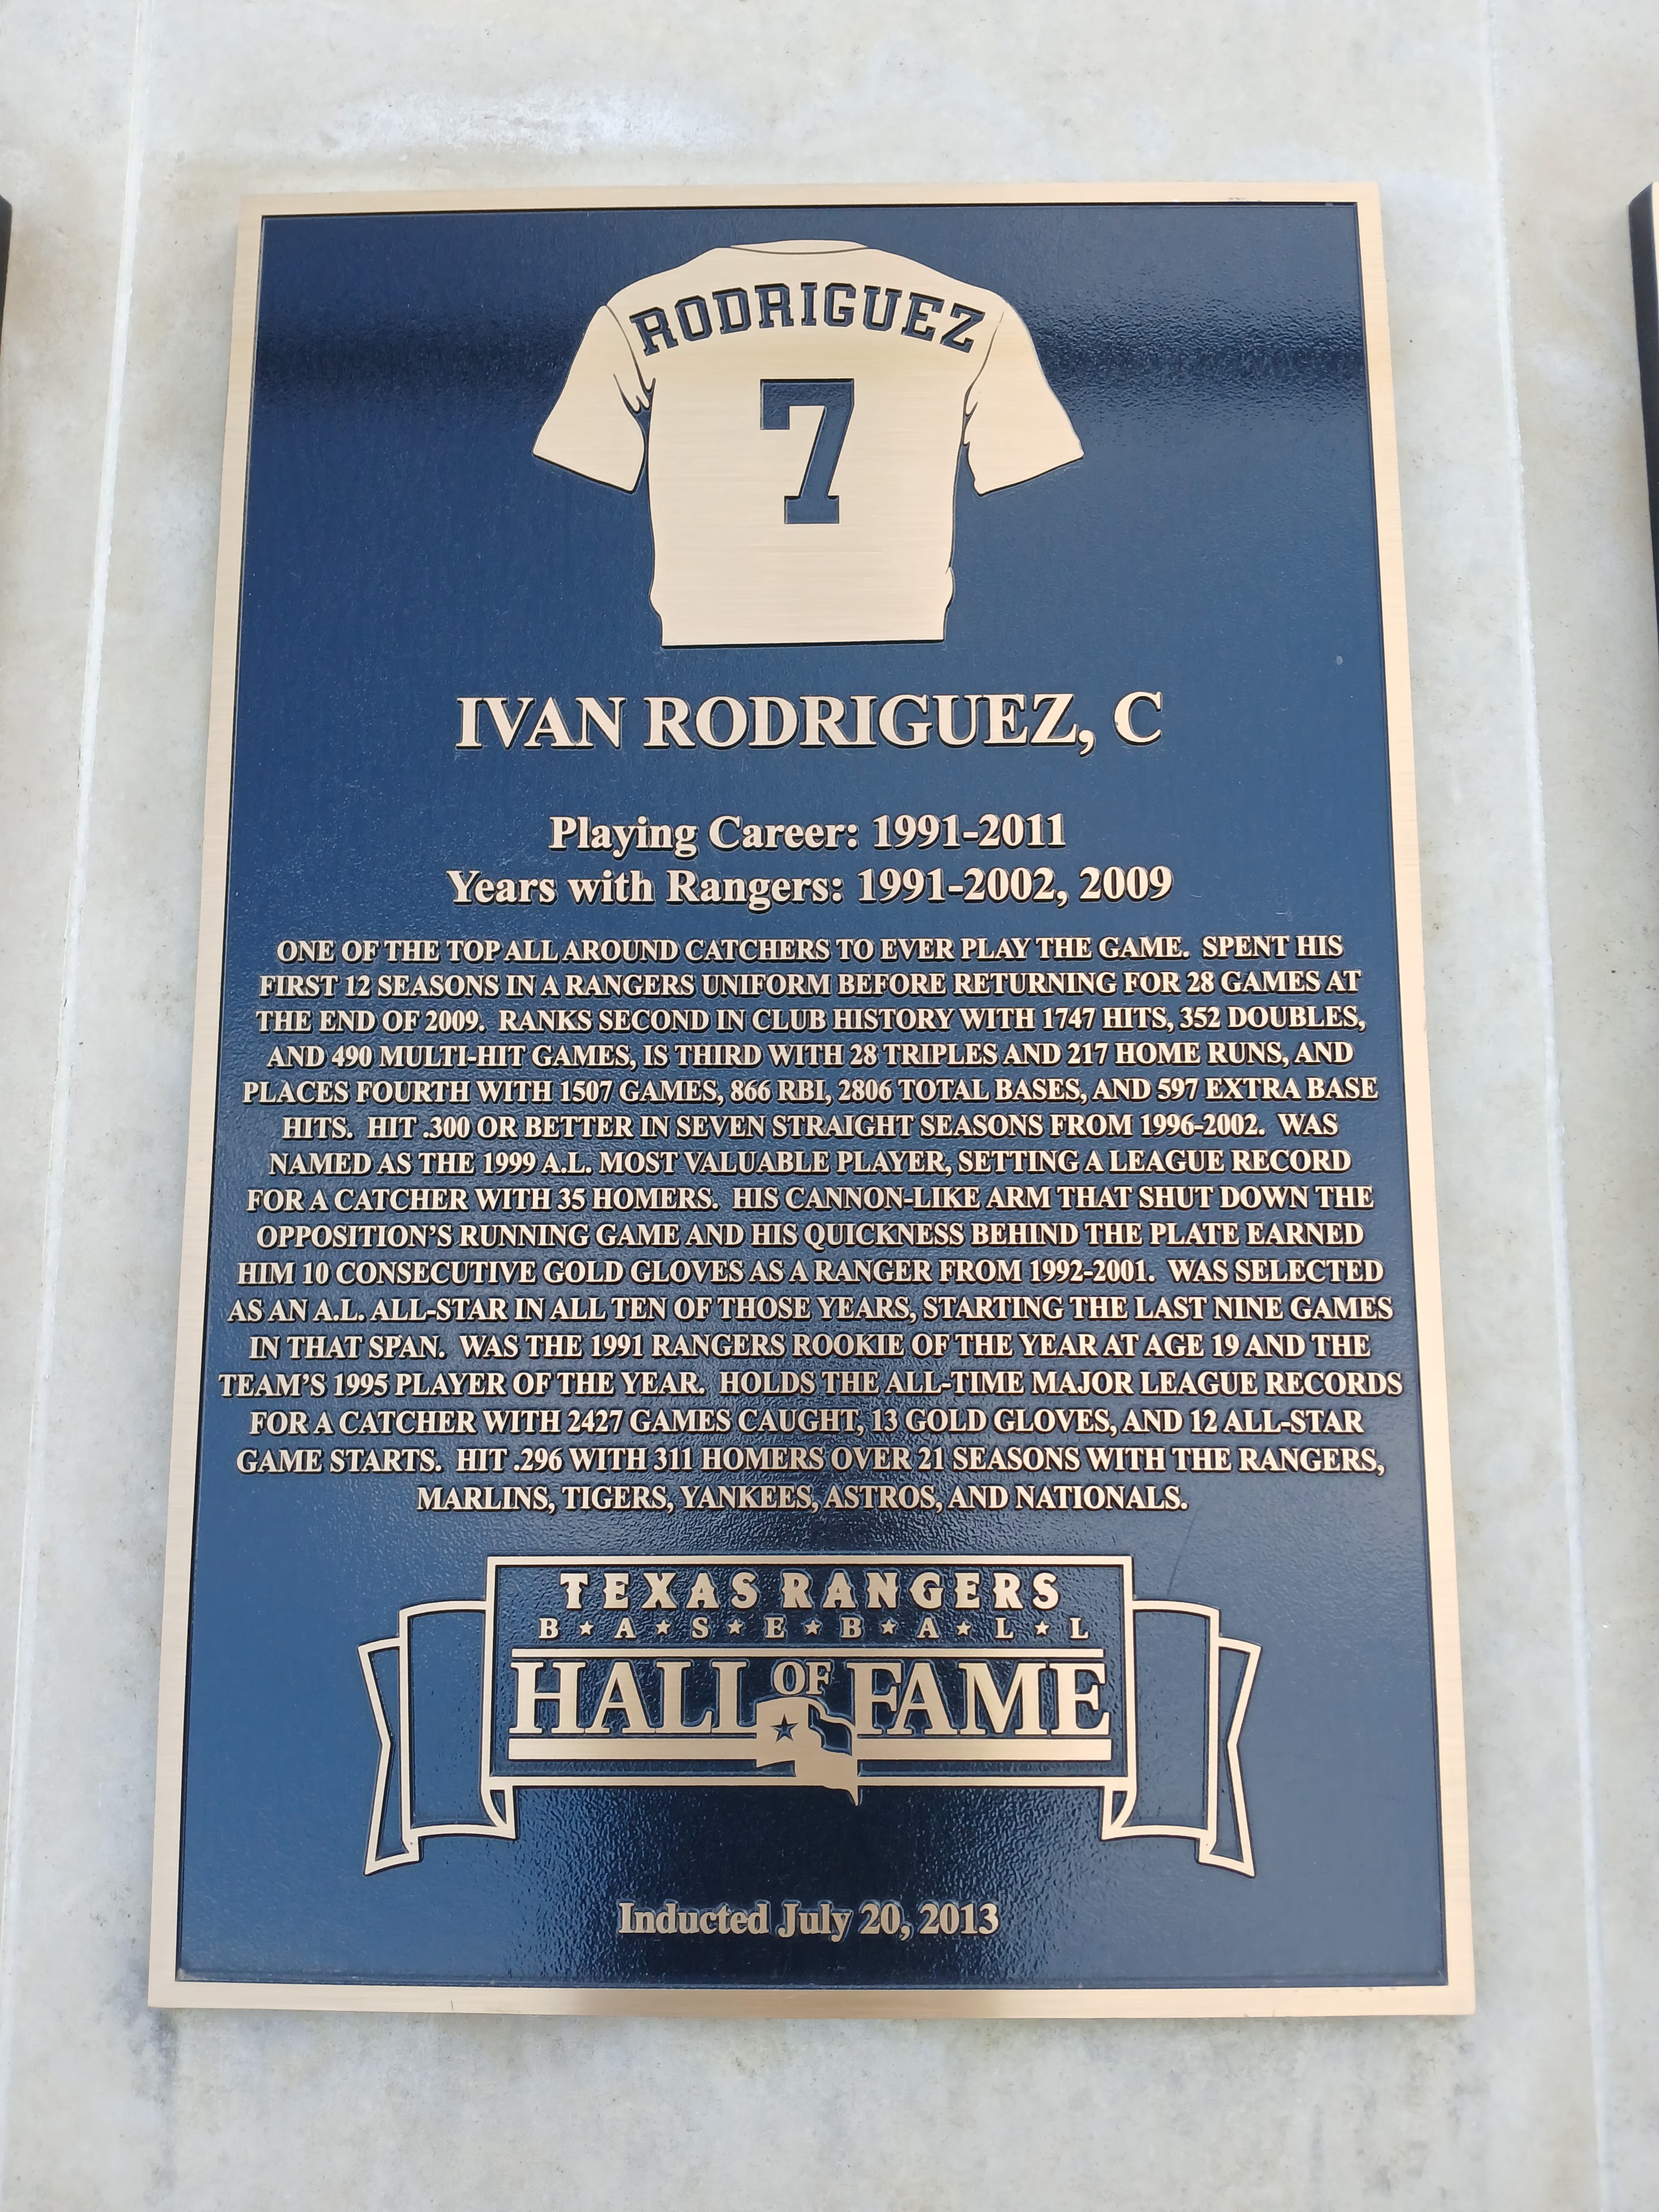 RODRIGUEZ
7
IVAN RODRIGUEZ, C
Playing Career: 1991-2011
Years with Rangers: 1991-2002, 2009
ONE OF THE TOP ALL AROUND CATCHERS TO EVER PLAY THE GAME. SPENT HIS
FIRST 12 SEASONS IN A RANGERS UNIFORM BEFORE RETURNING FOR 28 GAMES AT
THE END OF 2009. RANKS SECOND IN CLUB HISTORY WITH 1747 HITS, 352 DOUBLES,
AND 490 MULTI-HIT GAMES, IS THIRD WITH 28 TRIPLES AND 217 HOME RUNS, AND
PLACES FOURTH WITH 1507 GAMES, 866 RBI, 2806 TOTAL BASES, AND 597 EXTRA BASE
HITS. HIT .300 OR BETTER IN SEVEN STRAIGHT SEASONS FROM 1996-2002. WAS
NAMED AS THE 1999 A.L. MOST VALUABLE PLAYER, SETTING A LEAGUE RECORD
FOR A CATCHER WITH 35 HOMERS. HIS CANNON-LIKE ARM THAT SHUT DOWN THE
OPPOSITION'S RUNNING GAME AND HIS QUICKNESS BEHIND THE PLATE EARNED
HIM 10 CONSECUTIVE GOLD GLOVES AS A RANGER FROM 1992-2001. WAS SELECTED
AS AN A.L. ALL-STAR IN ALL TEN OF THOSE YEARS, STARTING THE LAST NINE GAMES
IN THAT SPAN. WAS THE 1991 RANGERS ROOKIE OF THE YEAR AT AGE 19 AND THE
TEAM'S 1995 PLAYER OF THE YEAR. HOLDS THE ALL-TIME MAJOR LEAGUE RECORDS
FOR A CATCHER WITH 2427 GAMES CAUGHT, 13 GOLD GLOVES, AND 12 ALL-STAR
GAME STARTS. HIT .296 WITH 311 HOMERS OVER 21 SEASONS WITH THE RANGERS,
MARLINS, TIGERS, YANKEES, ASTROS, AND NATIONALS.
TEXAS RANGERS
B★A★S★E★B★A★L★L
HALL OF FAME
Inducted July 20, 2013